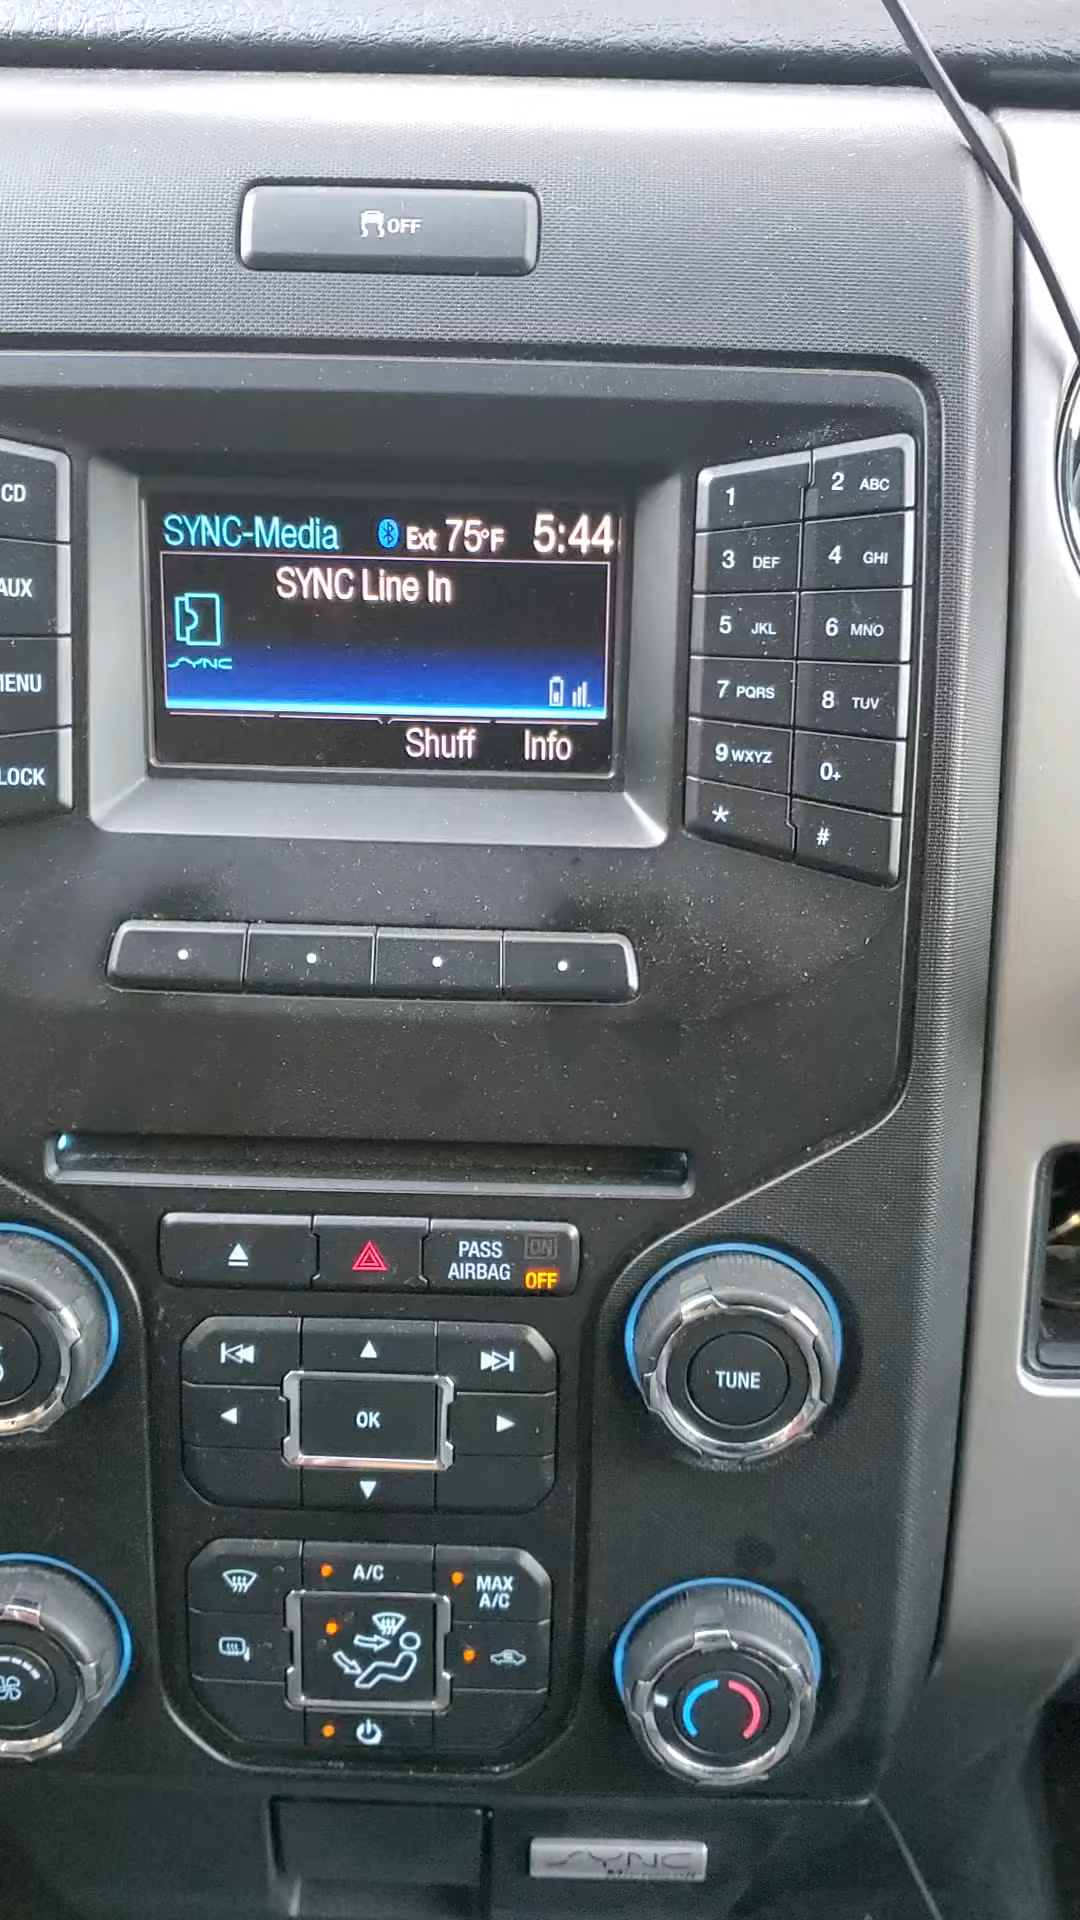 OFF
SYNC-Media Ext 75°F 5:44
SYNC Line In
SYNC
Shuff Info
CD
AUX
MENU
LOCK
1
2 ABC
3 DEF
4 GHI
5 JKL
6 MNO
7 PQRS
8 TUV
9 WXYZ
0+
*
#
PASS AIRBAG ON
OFF
OK
TUNE
A/C
MAX
A/C
SYNC